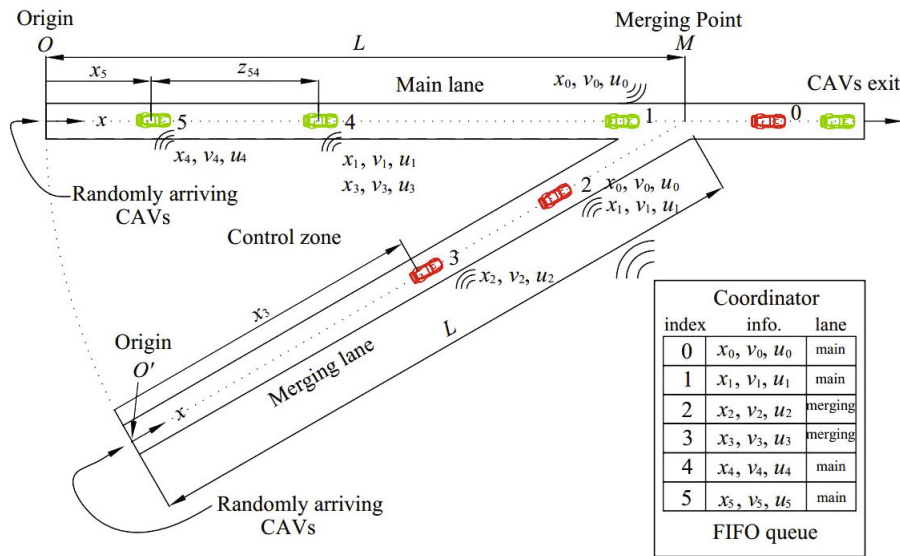 Origin
O
L
Merging Point
M
x₅
z₅₄
Main lane
x₀, v₀, u₀
CAVs exit
x
5
4
1
0
x₄, v₄, u₄
x₁, v₁, u₁
x₃, v₃, u₃
Randomly arriving
CAVs
2
x₀, v₀, u₀
x₁, v₁, u₁
Control zone
3
x₂, v₂, u₂
x₃
L
Origin
O'
Merging lane
x
Randomly arriving
CAVs
Coordinator
index info. lane
0 x₀, v₀, u₀ main
1 x₁, v₁, u₁ main
2 x₂, v₂, u₂ merging
3 x₃, v₃, u₃ merging
4 x₄, v₄, u₄ main
5 x₅, v₅, u₅ main
FIFO queue